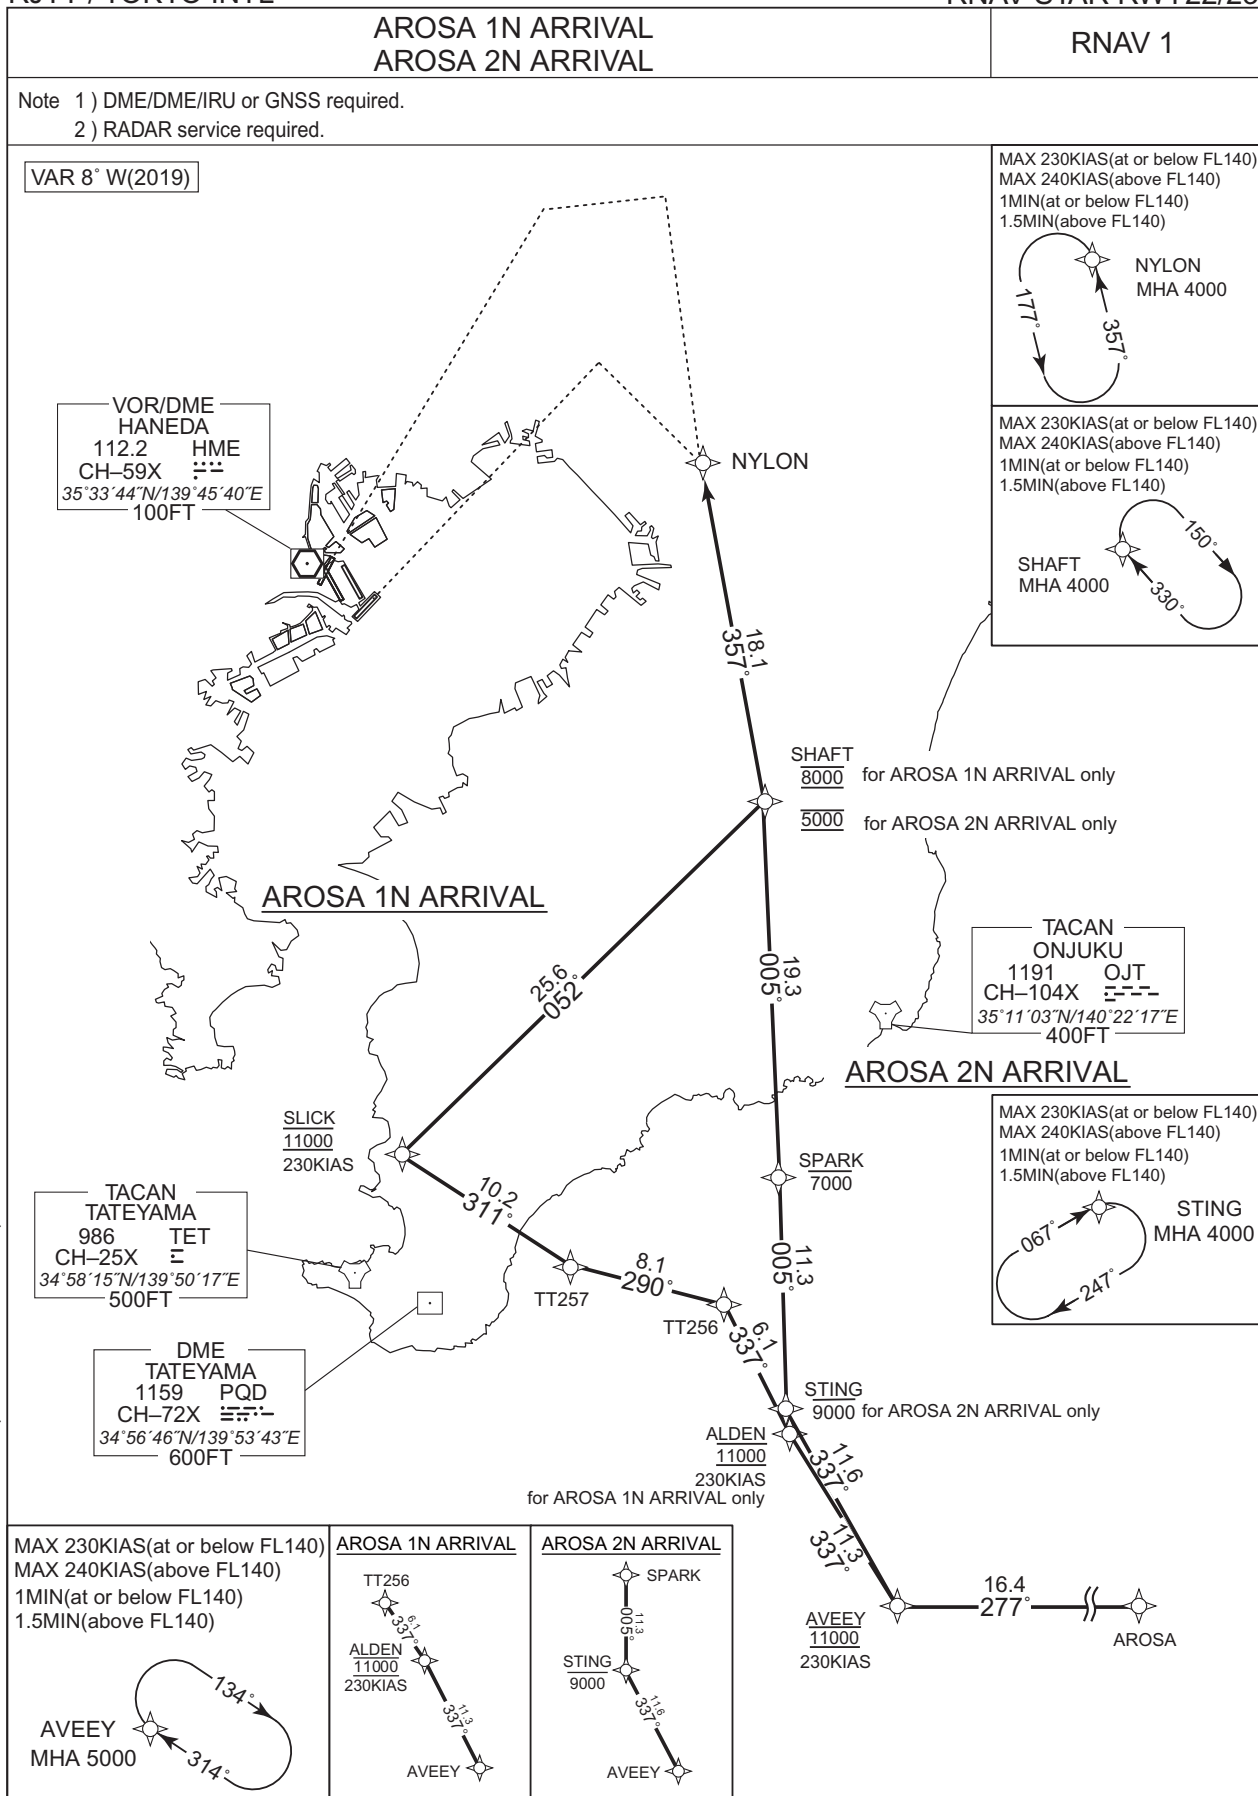 AROSA 1N ARRIVAL
AROSA 2N ARRIVAL
RNAV 1
Note 1 ) DME/DME/IRU or GNSS required.
2 ) RADAR service required.
VAR 8° W(2019)
MAX 230KIAS(at or below FL140)
MAX 240KIAS(above FL140)
1MIN(at or below FL140)
1.5MIN(above FL140)
NYLON
MHA 4000
177°
357°
MAX 230KIAS(at or below FL140)
MAX 240KIAS(above FL140)
1MIN(at or below FL140)
1.5MIN(above FL140)
SHAFT
MHA 4000
150°
330°
VOR/DME
HANEDA
112.2 HME
CH–59X
35°33´44˝N/139°45´40˝E
100FT
NYLON
18.1
357°
SHAFT
8000 for AROSA 1N ARRIVAL only
5000 for AROSA 2N ARRIVAL only
AROSA 1N ARRIVAL
25.6
052°
19.3
005°
TACAN
ONJUKU
1191 OJT
CH–104X
35°11´03˝N/140°22´17˝E
400FT
AROSA 2N ARRIVAL
SLICK
11000
230KIAS
SPARK
7000
MAX 230KIAS(at or below FL140)
MAX 240KIAS(above FL140)
1MIN(at or below FL140)
1.5MIN(above FL140)
STING
MHA 4000
067°
247°
TACAN
TATEYAMA
986 TET
CH–25X
34°58´15˝N/139°50´17˝E
500FT
10.2
311°
TT257
8.1
290°
TT256
11.3
005°
6.1
337°
DME
TATEYAMA
1159 PQD
CH–72X
34°56´46˝N/139°53´43˝E
600FT
STING
9000 for AROSA 2N ARRIVAL only
ALDEN
11000
230KIAS
for AROSA 1N ARRIVAL only
11.6
337°
11.3
337°
AVEEY
11000
230KIAS
16.4
277°
AROSA
MAX 230KIAS(at or below FL140)
MAX 240KIAS(above FL140)
1MIN(at or below FL140)
1.5MIN(above FL140)
AVEEY
MHA 5000
134°
314°
AROSA 1N ARRIVAL
TT256
6.1
337°
ALDEN
11000
230KIAS
11.3
337°
AVEEY
AROSA 2N ARRIVAL
SPARK
11.3
005°
STING
9000
11.6
337°
AVEEY